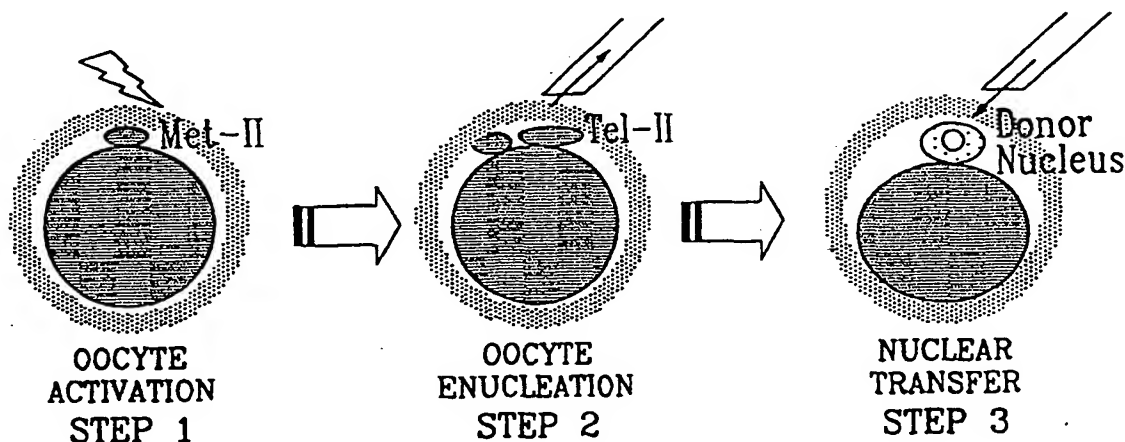 Met-II
Tel-II
Donor
Nucleus
OOCYTE
ACTIVATION
STEP 1
OOCYTE
ENUCLEATION
STEP 2
NUCLEAR
TRANSFER
STEP 3